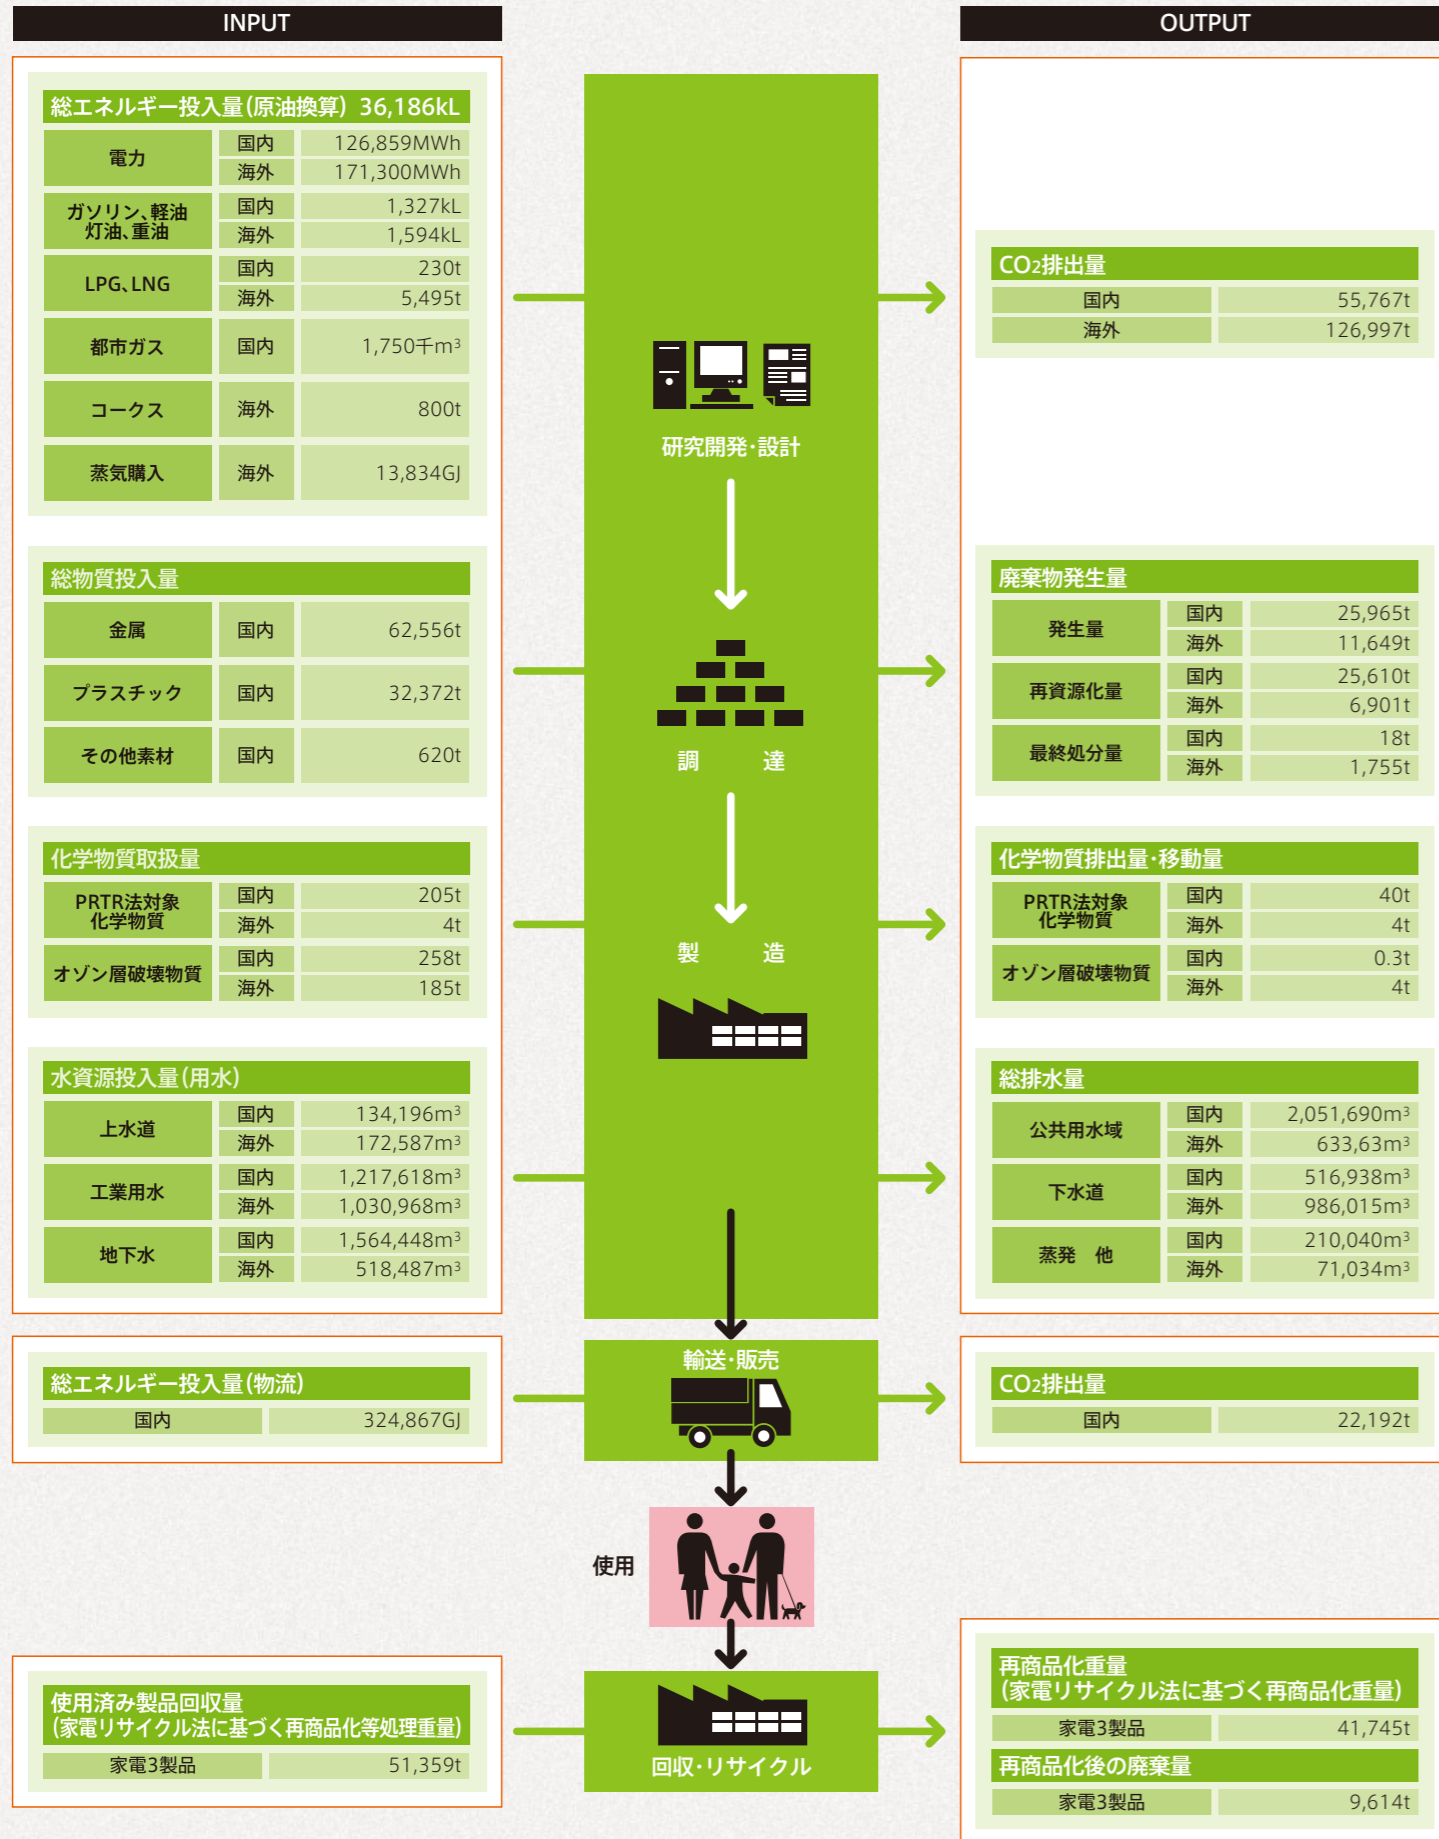 INPUT
総エネルギー投入量(原油換算) 36,186kL
電力 国内 126,859MWh
海外 171,300MWh
ガソリン、軽油 灯油、重油 国内 1,327kL
海外 1,594kL
LPG、LNG 国内 230t
海外 5,495t
都市ガス 国内 1,750千m³
コークス 海外 800t
蒸気購入 海外 13,834GJ
総物質投入量
金属 国内 62,556t
プラスチック 国内 32,372t
その他素材 国内 620t
化学物質取扱量
PRTR法対象 化学物質 国内 205t
海外 4t
オゾン層破壊物質 国内 258t
海外 185t
水資源投入量(用水)
上水道 国内 134,196m³
海外 172,587m³
工業用水 国内 1,217,618m³
海外 1,030,968m³
地下水 国内 1,564,448m³
海外 518,487m³
総エネルギー投入量(物流)
国内 324,867GJ
使用済み製品回収量
(家電リサイクル法に基づく再商品化等処理重量)
家電3製品 51,359t
研究開発・設計
調 達
製 造
輸送・販売
使用
回収・リサイクル
OUTPUT
CO2排出量
国内 55,767t
海外 126,997t
廃棄物発生量
発生量 国内 25,965t
海外 11,649t
再資源化量 国内 25,610t
海外 6,901t
最終処分量 国内 18t
海外 1,755t
化学物質排出量・移動量
PRTR法対象 化学物質 国内 40t
海外 4t
オゾン層破壊物質 国内 0.3t
海外 4t
総排水量
公共用水域 国内 2,051,690m³
海外 633,63m³
下水道 国内 516,938m³
海外 986,015m³
蒸発 他 国内 210,040m³
海外 71,034m³
CO2排出量
国内 22,192t
再商品化重量
(家電リサイクル法に基づく再商品化重量)
家電3製品 41,745t
再商品化後の廃棄量
家電3製品 9,614t